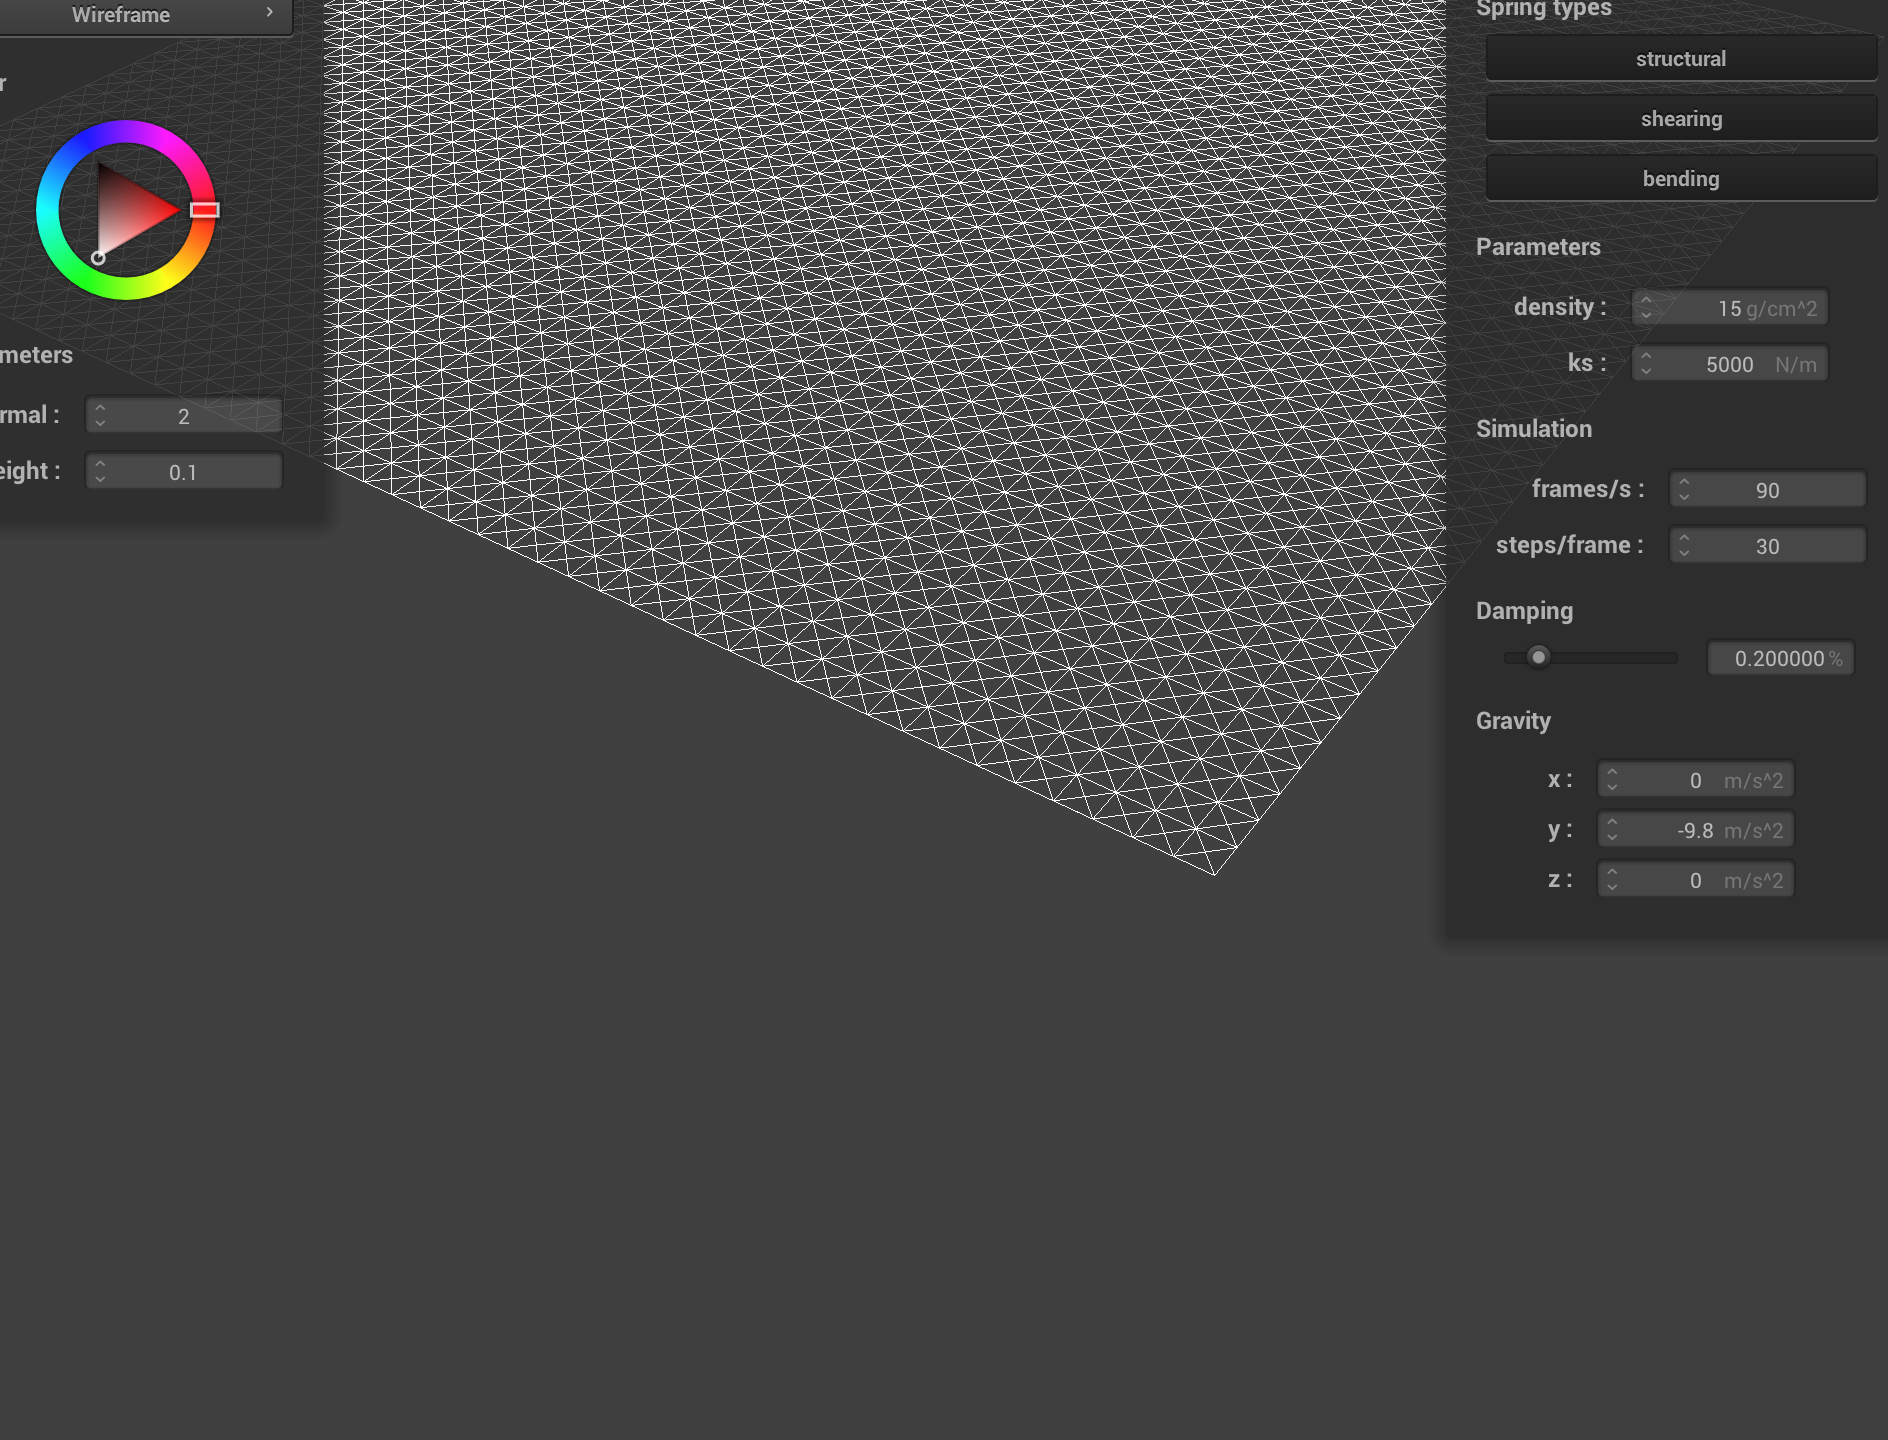 Wireframe
r
meters
rmal :
2
eight :
0.1
Spring types
structural
shearing
bending
Parameters
density :
15 g/cm^2
ks :
5000 N/m
Simulation
frames/s :
90
steps/frame :
30
Damping
0.200000 %
Gravity
x :
0 m/s^2
y :
-9.8 m/s^2
z :
0 m/s^2